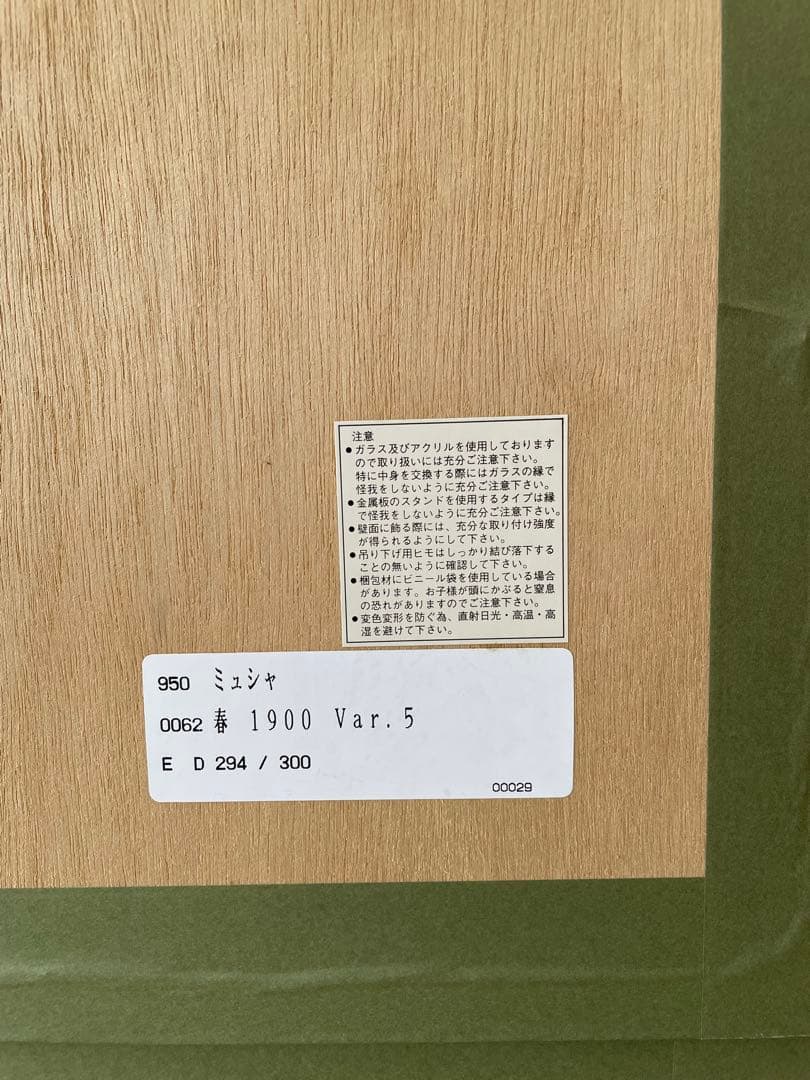 注意
●ガラス及びアクリルを使用しております
ので取り扱いには充分ご注意下さい。
特に中身を交換する際にはガラスの縁で
怪我をしないように充分ご注意下さい。
●金属板のスタンドを使用するタイプは縁
で怪我をしないように充分ご注意下さい。
●壁面に飾る際には、充分な取り付け強度
が得られるようにして下さい。
●吊り下げ用ヒモはしっかり結び落下する
ことの無いように確認して下さい。
●梱包材にビニール袋を使用している場合
があります。お子様が頭にかぶると窒息
の恐れがありますのでご注意下さい。
●変色変形を防ぐ為、直射日光・高温・高
湿を避けて下さい。
950 ミュシャ
0062 春 1900 Var.5
E D 294 / 300
00029